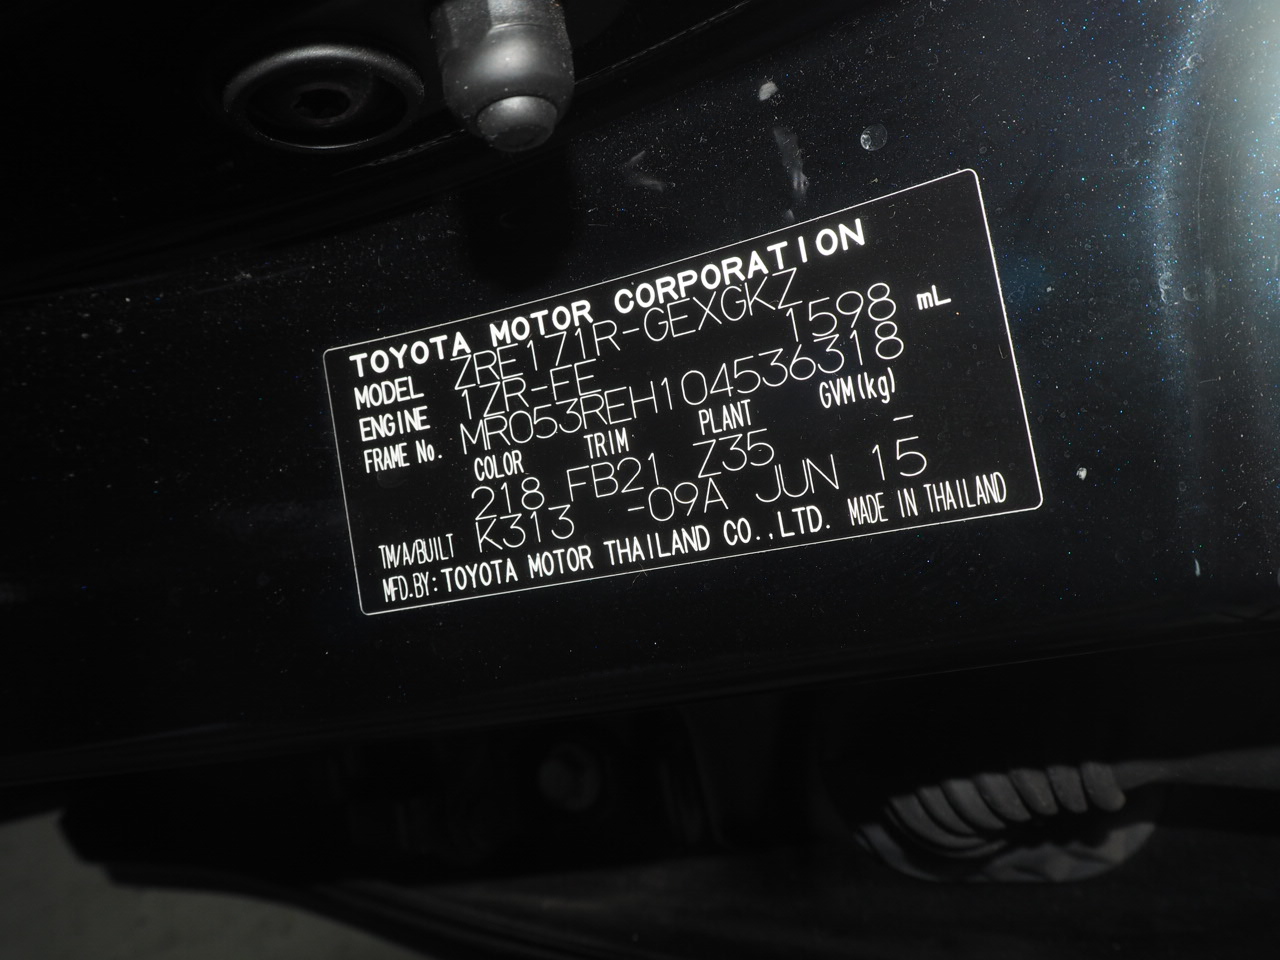 TOYOTA MOTOR CORPORATION
MODEL ZRE171R-GEXGKZ
ENGINE 1ZR-FE 1598 mL
FRAME No. MR053REH104536318
COLOR TRIM PLANT GVM(kg)
218 FB21 Z35 –
TM/A/BUILT K313 -09A JUN 15
MFD.BY: TOYOTA MOTOR THAILAND CO.,LTD. MADE IN THAILAND